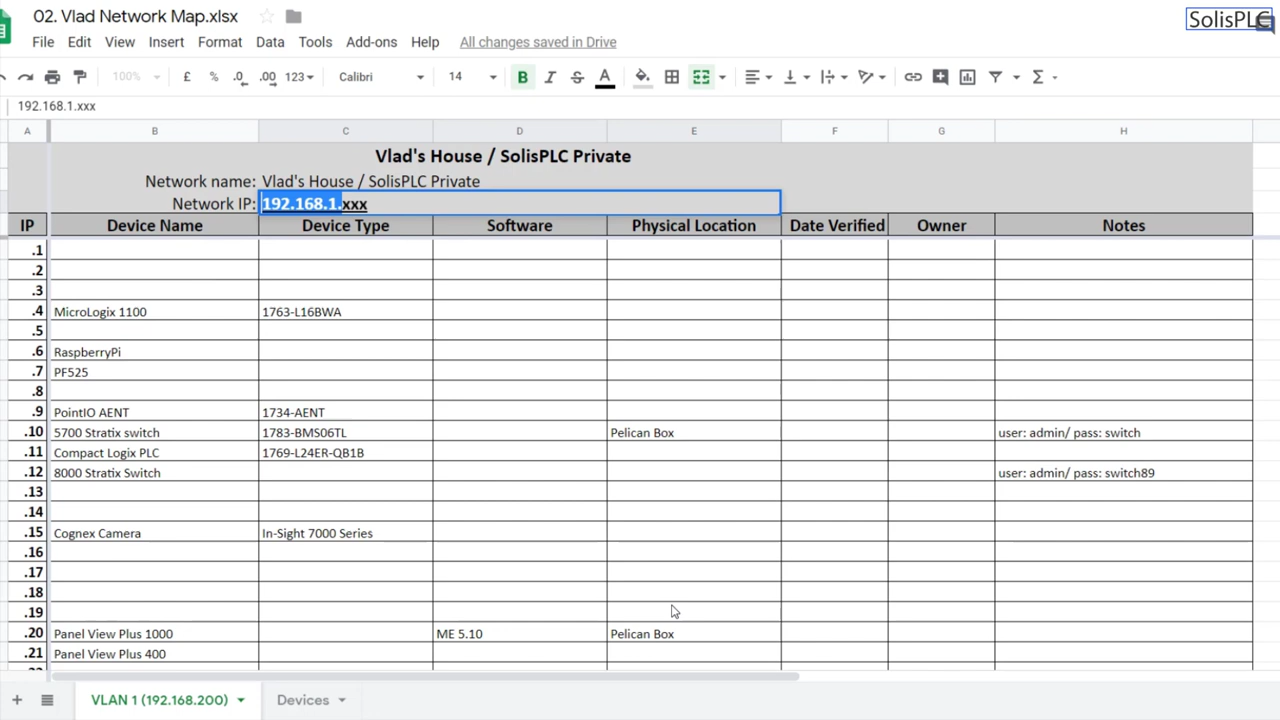 02. Vlad Network Map.xlsx
SolisPLC
File Edit View Insert Format Data Tools Add-ons Help All changes saved in Drive
100% £ % .0 .00 123 Calibri 14 B I S A Σ
192.168.1.xxx
A B C D E F G H
Vlad's House / SolisPLC Private
Network name: Vlad's House / SolisPLC Private
Network IP: 192.168.1.xxx
IP Device Name Device Type Software Physical Location Date Verified Owner Notes
.1
.2
.3
.4 MicroLogix 1100 1763-L16BWA
.5
.6 RaspberryPi
.7 PF525
.8
.9 PointIO AENT 1734-AENT
.10 5700 Stratix switch 1783-BMS06TL Pelican Box user: admin/ pass: switch
.11 Compact Logix PLC 1769-L24ER-QB1B
.12 8000 Stratix Switch user: admin/ pass: switch89
.13
.14
.15 Cognex Camera In-Sight 7000 Series
.16
.17
.18
.19
.20 Panel View Plus 1000 ME 5.10 Pelican Box
.21 Panel View Plus 400
VLAN 1 (192.168.200) Devices